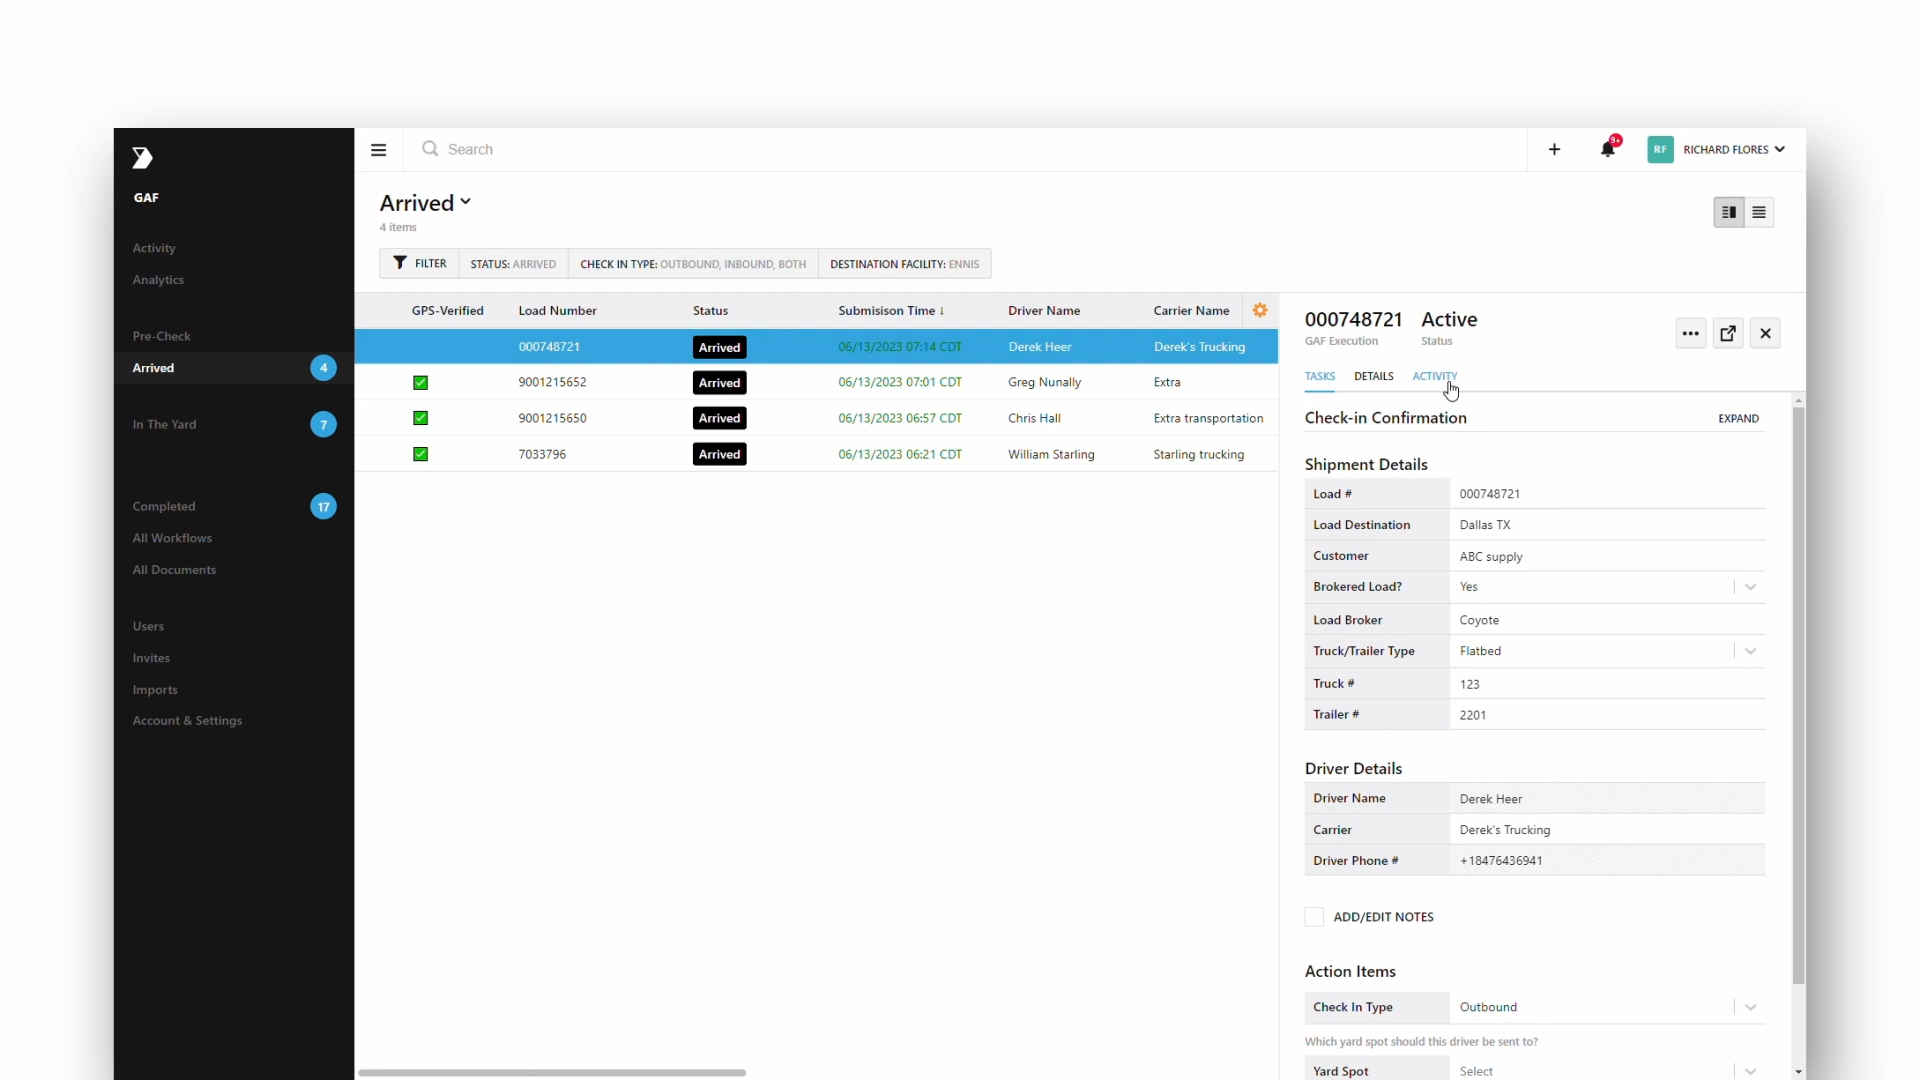 GAF
Activity
Analytics
Pre-Check
Arrived 4
In The Yard 7
Completed 17
All Workflows
All Documents
Users
Invites
Imports
Account & Settings
Search
9+
RF RICHARD FLORES
Arrived
4 items
FILTER STATUS: ARRIVED CHECK IN TYPE: OUTBOUND, INBOUND, BOTH DESTINATION FACILITY: ENNIS
GPS-Verified Load Number Status Submisison Time ↓ Driver Name Carrier Name
000748721 Arrived 06/13/2023 07:14 CDT Derek Heer Derek's Trucking
9001215652 Arrived 06/13/2023 07:01 CDT Greg Nunally Extra
9001215650 Arrived 06/13/2023 06:57 CDT Chris Hall Extra transportation
7033796 Arrived 06/13/2023 06:21 CDT William Starling Starling trucking
000748721 Active
GAF Execution Status
TASKS DETAILS ACTIVITY
Check-in Confirmation EXPAND
Shipment Details
Load # 000748721
Load Destination Dallas TX
Customer ABC supply
Brokered Load? Yes
Load Broker Coyote
Truck/Trailer Type Flatbed
Truck # 123
Trailer # 2201
Driver Details
Driver Name Derek Heer
Carrier Derek's Trucking
Driver Phone # +18476436941
ADD/EDIT NOTES
Action Items
Check In Type Outbound
Which yard spot should this driver be sent to?
Yard Spot Select